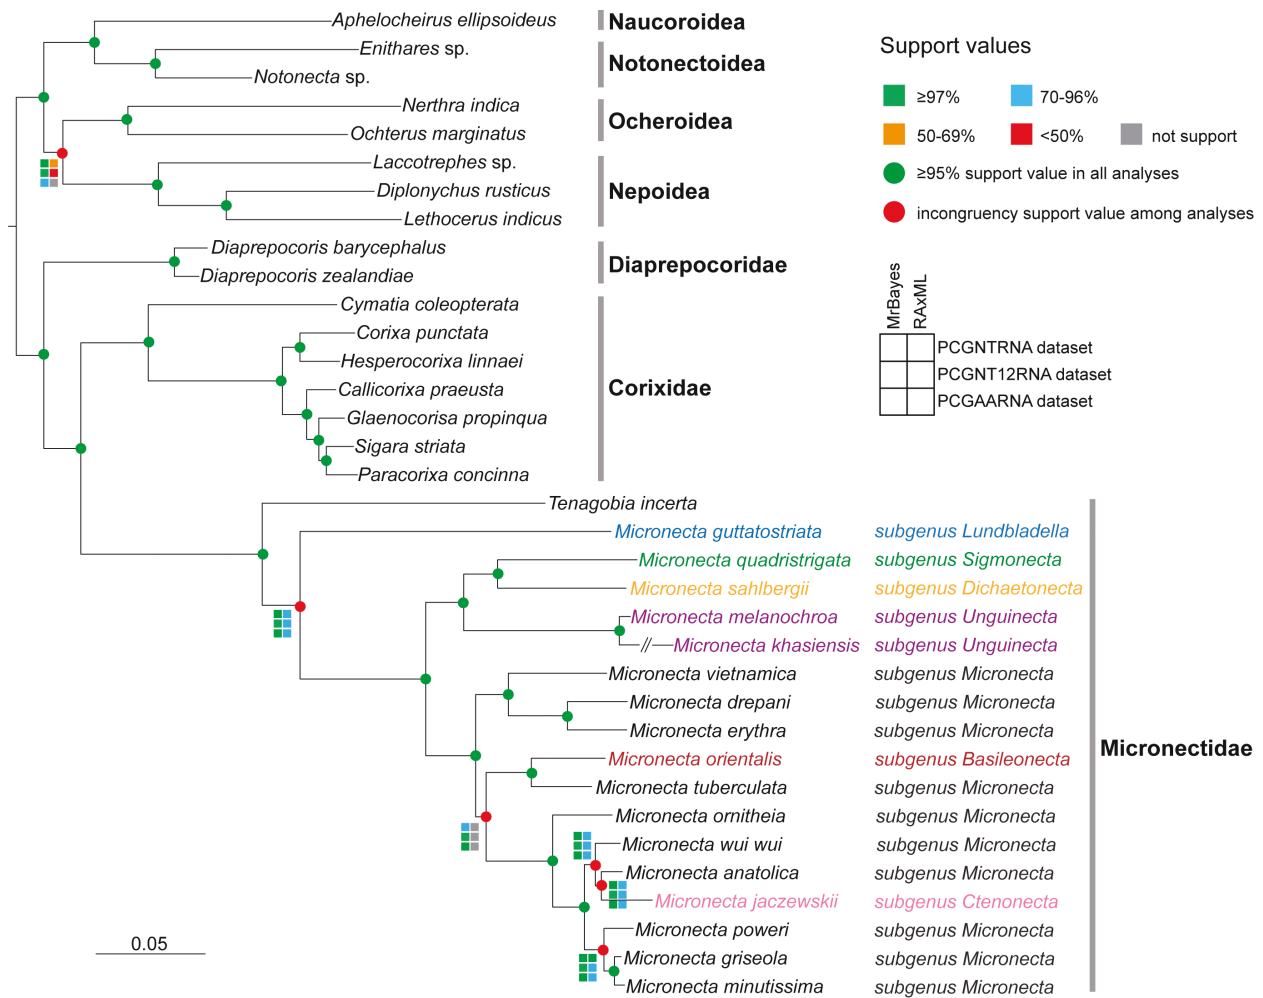 Aphelocheirus ellipsoideus
Enithares sp.
Notonecta sp.
Nerthra indica
Ochterus marginatus
Laccotrephes sp.
Diplonychus rusticus
Lethocerus indicus
Diaprepocoris barycephalus
Diaprepocoris zealandiae
Cymatia coleopterata
Corixa punctata
Hesperocorixa linnaei
Callicorixa praeusta
Glaenocorisa propinqua
Sigara striata
Paracorixa concinna
Naucoroidea
Notonectoidea
Ocheroidea
Nepoidea
Diaprepocoridae
Corixidae
Support values
≥97%
70-96%
50-69%
<50%
not support
≥95% support value in all analyses
incongruency support value among analyses
MrBayes
RAxML
PCGNTRNA dataset
PCGNT12RNA dataset
PCGAARNA dataset
Tenagobia incerta
Micronecta guttatostriata subgenus Lundbladella
Micronecta quadristrigata subgenus Sigmonecta
Micronecta sahlbergii subgenus Dichaetonecta
Micronecta melanochroa subgenus Unguinecta
Micronecta khasiensis subgenus Unguinecta
Micronecta vietnamica subgenus Micronecta
Micronecta drepani subgenus Micronecta
Micronecta erythra subgenus Micronecta
Micronecta orientalis subgenus Basileonecta
Micronecta tuberculata subgenus Micronecta
Micronecta ornitheia subgenus Micronecta
Micronecta wui wui subgenus Micronecta
Micronecta anatolica subgenus Micronecta
Micronecta jaczewskii subgenus Ctenonecta
Micronecta poweri subgenus Micronecta
Micronecta griseola subgenus Micronecta
Micronecta minutissima subgenus Micronecta
Micronectidae
0.05